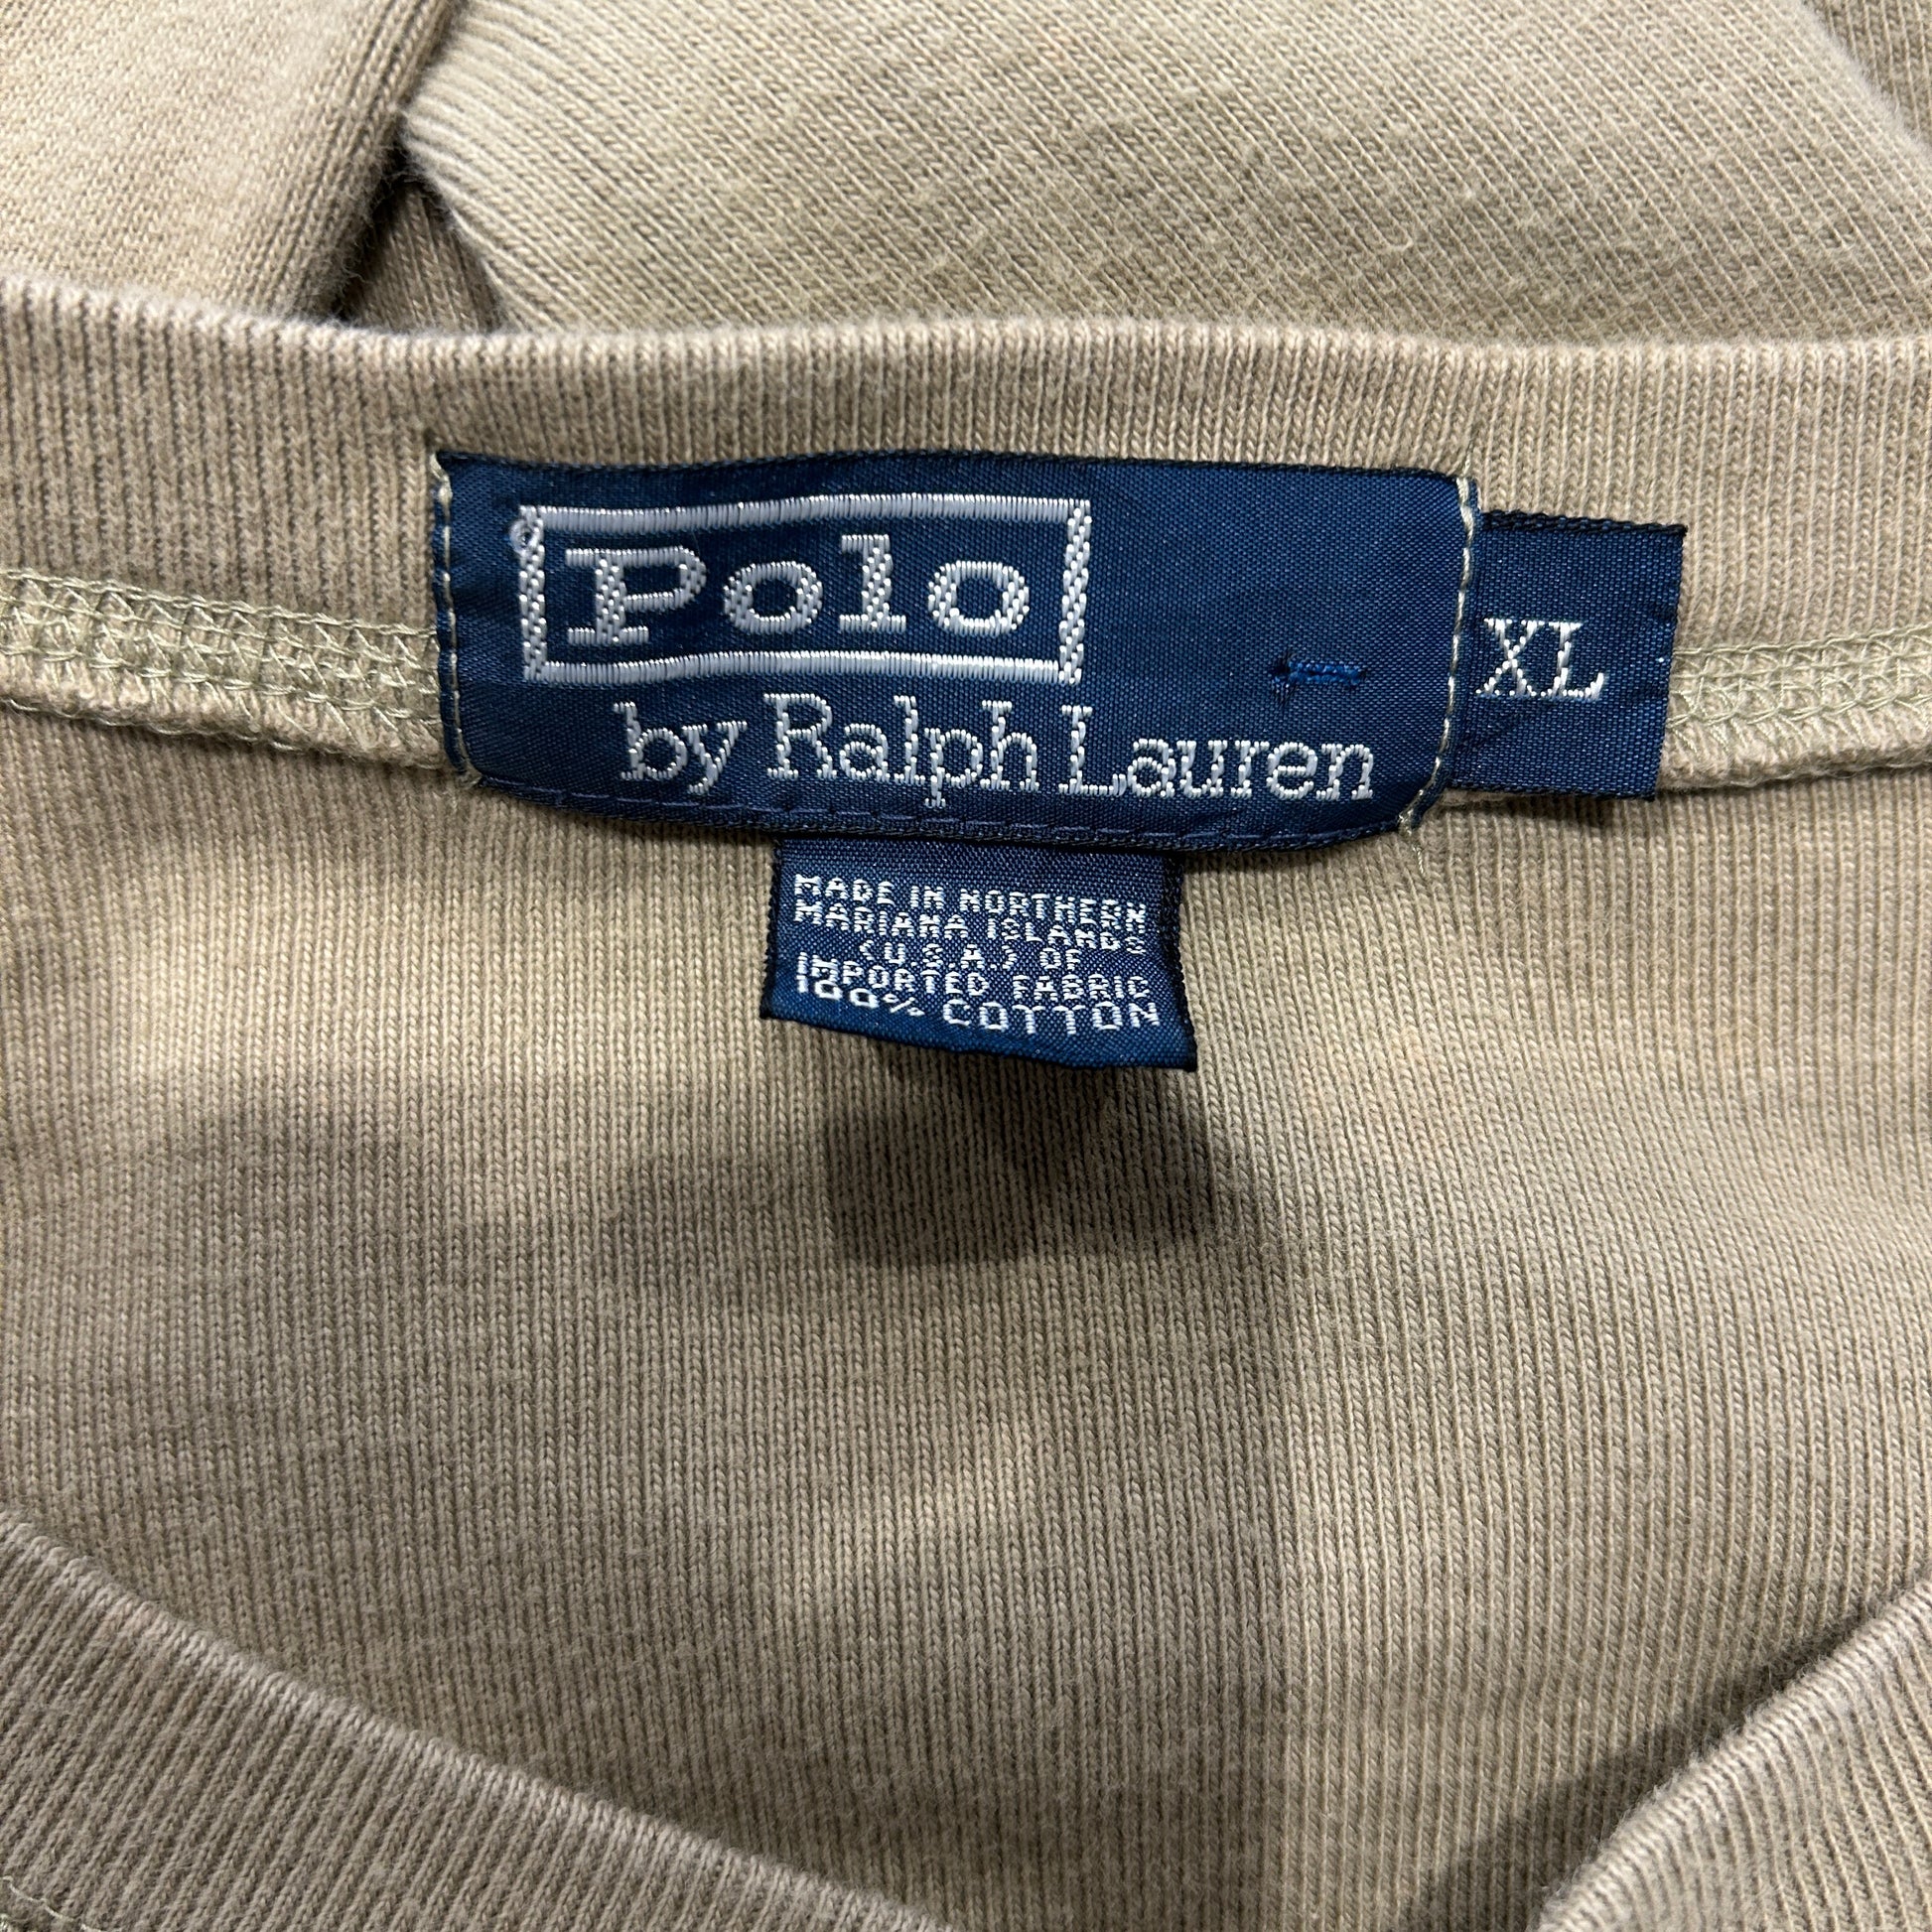 Polo
by Ralph Lauren
XL
MADE IN NORTHERN
MARIANA ISLANDS
(U.S.A.) OF
IMPORTED FABRIC
100% COTTON